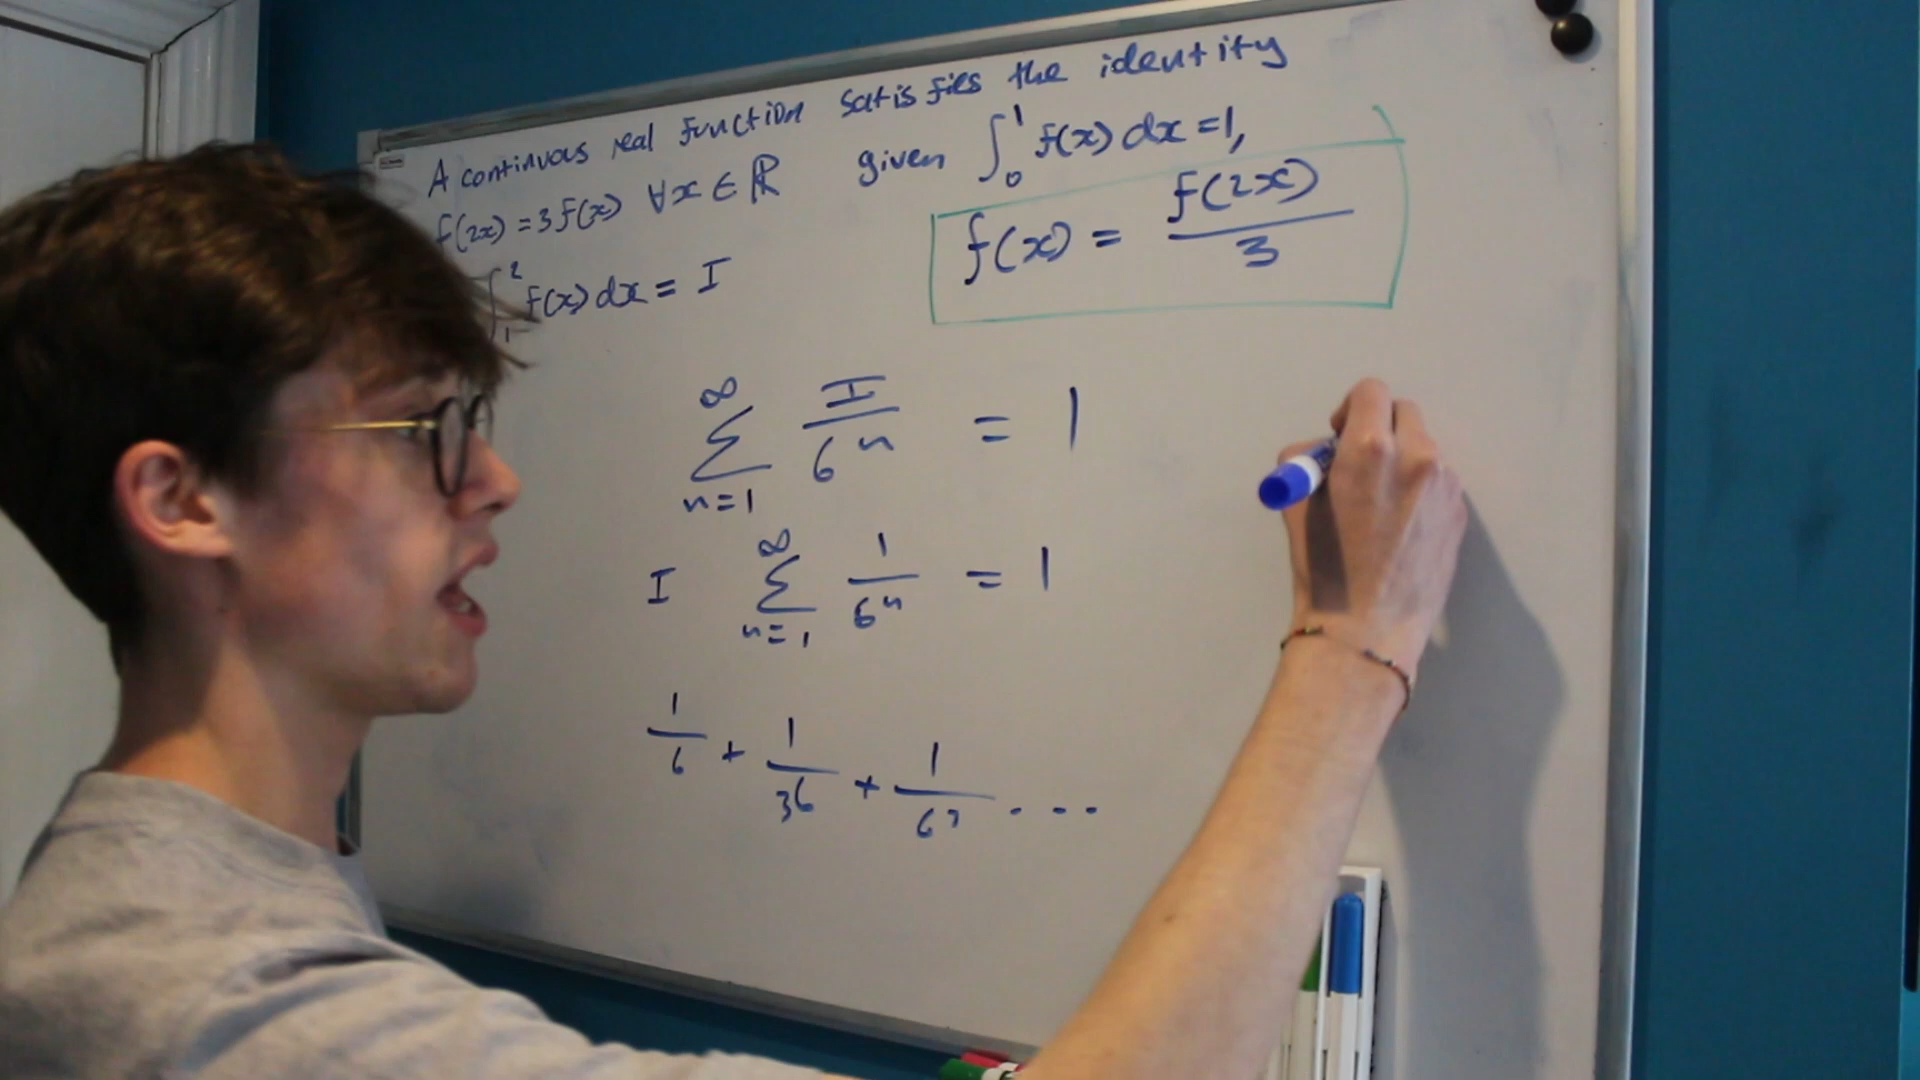 A continuous real function satisfies the identity
f(2x) = 3f(x) ∀x ∈ ℝ given ∫₀¹ f(x) dx = 1,
∫₁² f(x) dx = I
f(x) = f(2x)/3
∑_{n=1}^{∞} I/6ⁿ = 1
I ∑_{n=1}^{∞} 1/6ⁿ = 1
1/6 + 1/36 + 1/6³ ...